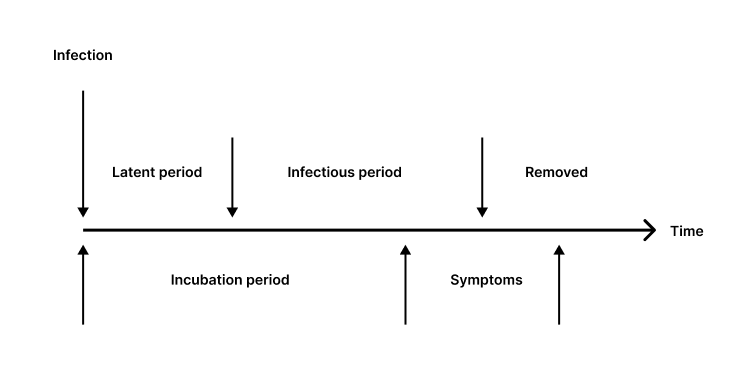 Infection
Latent period
Infectious period
Removed
Time
Incubation period
Symptoms